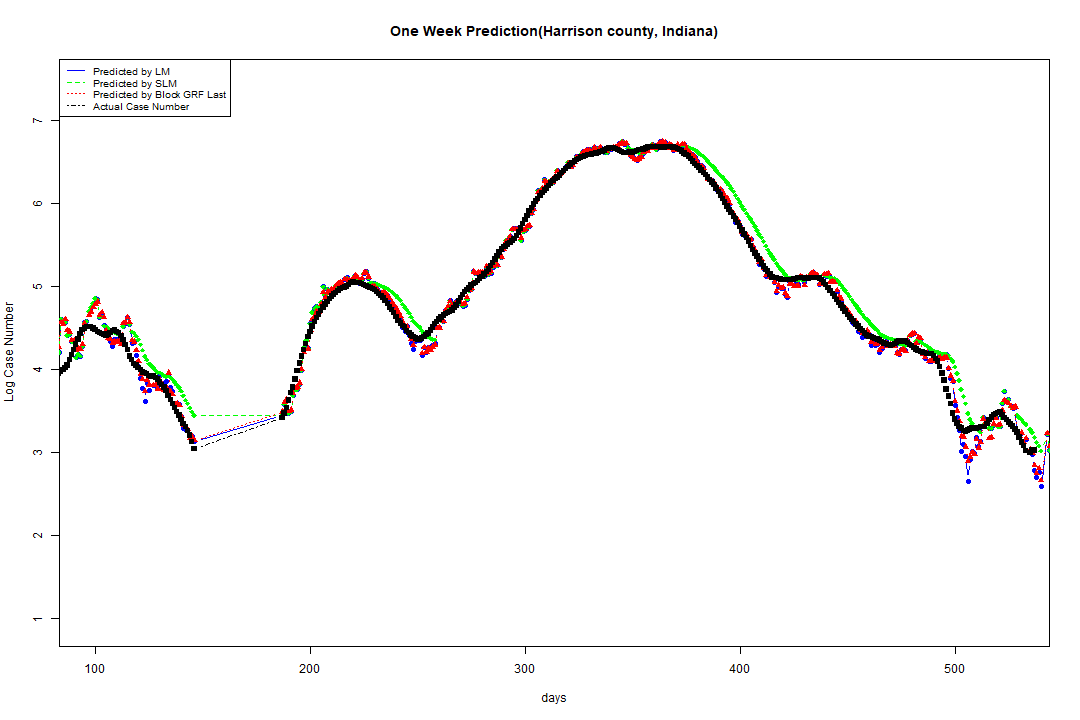 One Week Prediction(Harrison county, Indiana)
Predicted by LM
Predicted by SLM
Predicted by Block GRF Last
Actual Case Number
7
6
5
4
3
2
1
Log Case Number
100 200 300 400 500
days